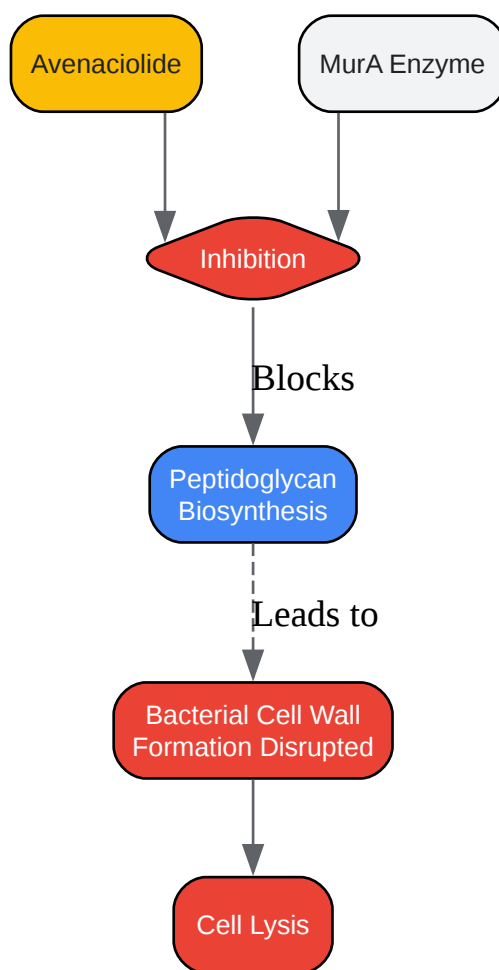 Avenaciolide
MurA Enzyme
Inhibition
Blocks
Peptidoglycan
Biosynthesis
Leads to
Bacterial Cell Wall
Formation Disrupted
Cell Lysis